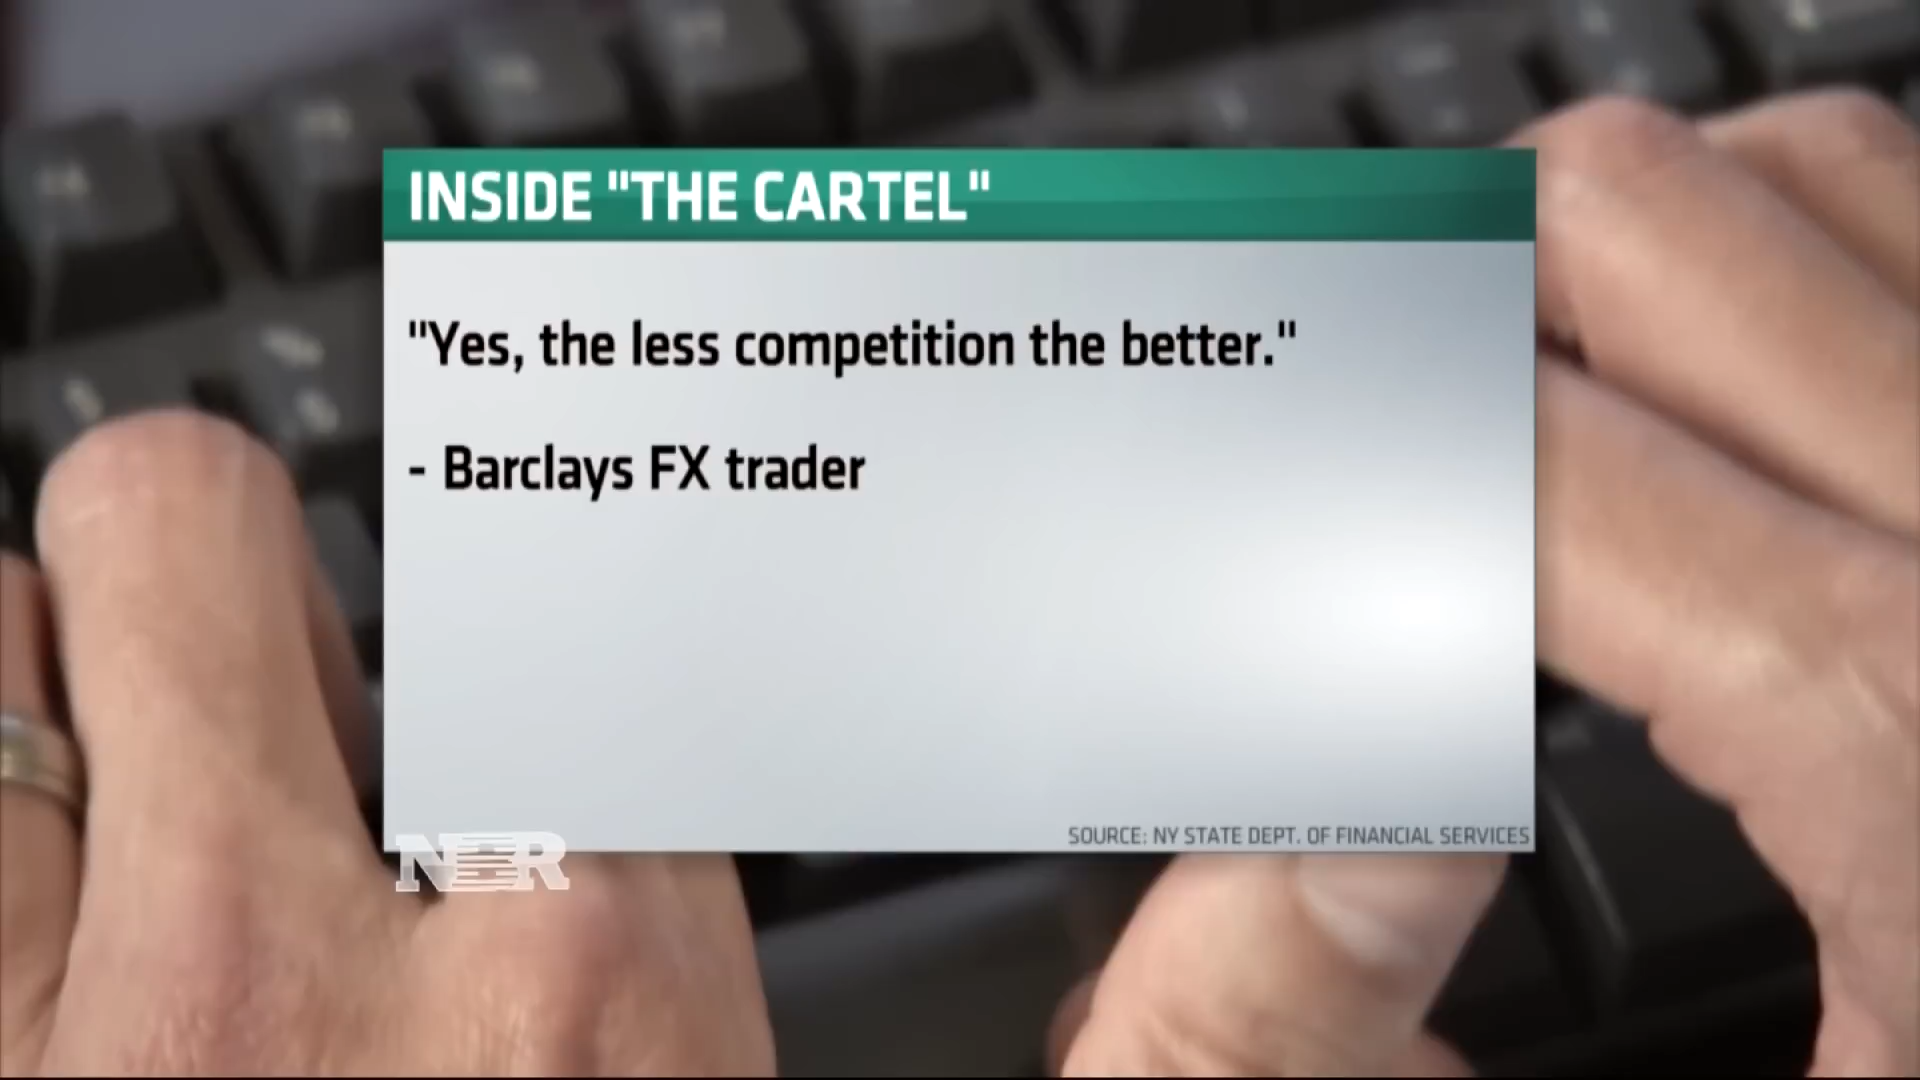 INSIDE "THE CARTEL"
"Yes, the less competition the better."
- Barclays FX trader
SOURCE: NY STATE DEPT. OF FINANCIAL SERVICES
NBR